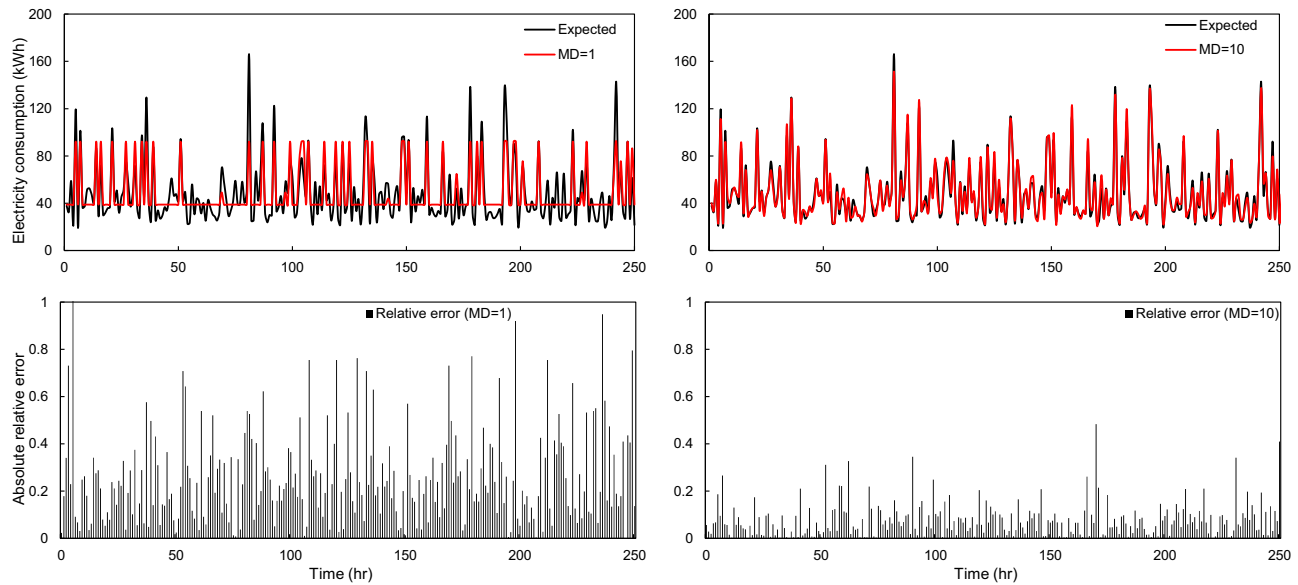 Electricity consumption (kWh)
200
160
120
80
40
0
0 50 100 150 200 250
Expected
MD=1
200
160
120
80
40
0
0 50 100 150 200 250
Expected
MD=10
Absolute relative error
1
0.8
0.6
0.4
0.2
0
0 50 100 150 200 250
Relative error (MD=1)
Time (hr)
1
0.8
0.6
0.4
0.2
0
0 50 100 150 200 250
Relative error (MD=10)
Time (hr)